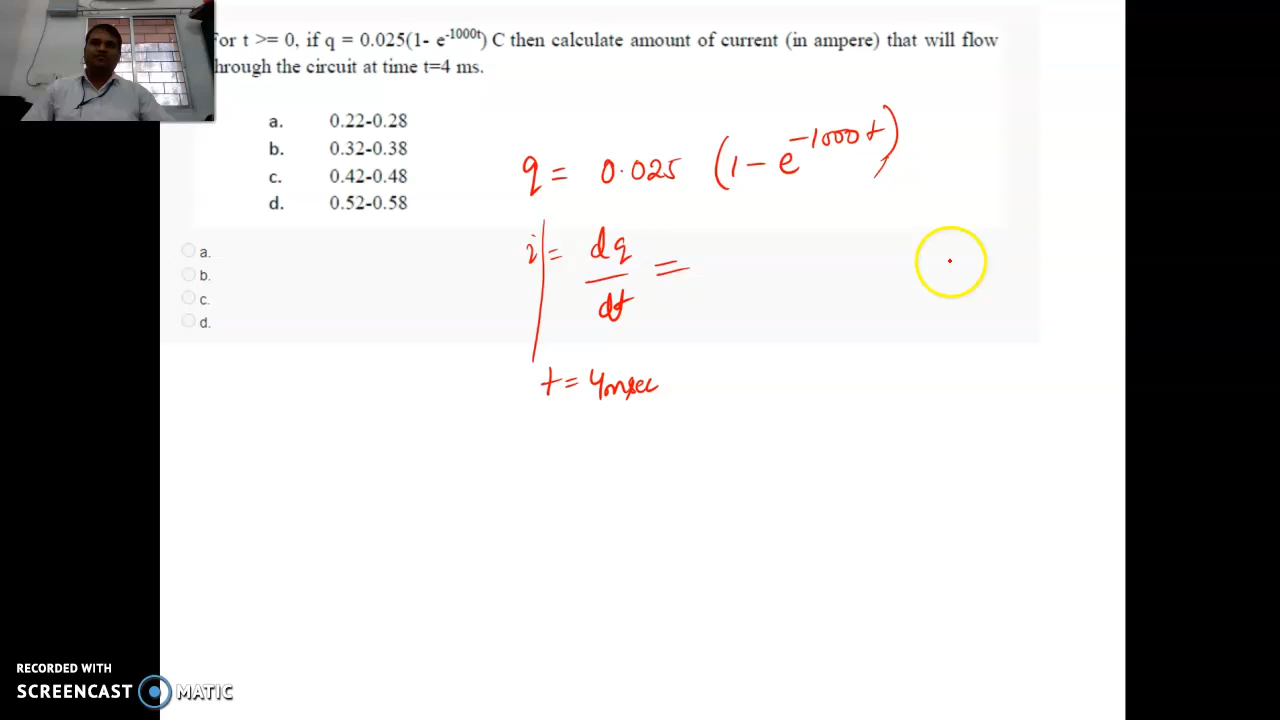 or t >= 0, if q = 0.025(1- e^-1000t) C then calculate amount of current (in ampere) that will flow
hrough the circuit at time t=4 ms.
a. 0.22-0.28
b. 0.32-0.38
c. 0.42-0.48
d. 0.52-0.58
q = 0.025 (1 - e^-1000t)
i = dq/dt =
t = 4msec
a.
b.
c.
d.
RECORDED WITH
SCREENCAST MATIC